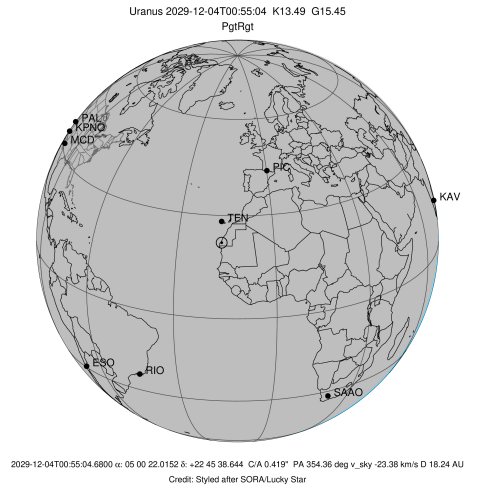 Uranus 2029-12-04T00:55:04 K13.49 G15.45
PgtRgt
PAL
KPNO
MCD
PIC
KAV
TEN
ESO
RIO
SAAO
2029-12-04T00:55:04.6800 α: 05 00 22.0152 δ: +22 45 38.644 C/A 0.419" PA 354.36 deg v_sky -23.38 km/s D 18.24 AU
Credit: Styled after SORA/Lucky Star